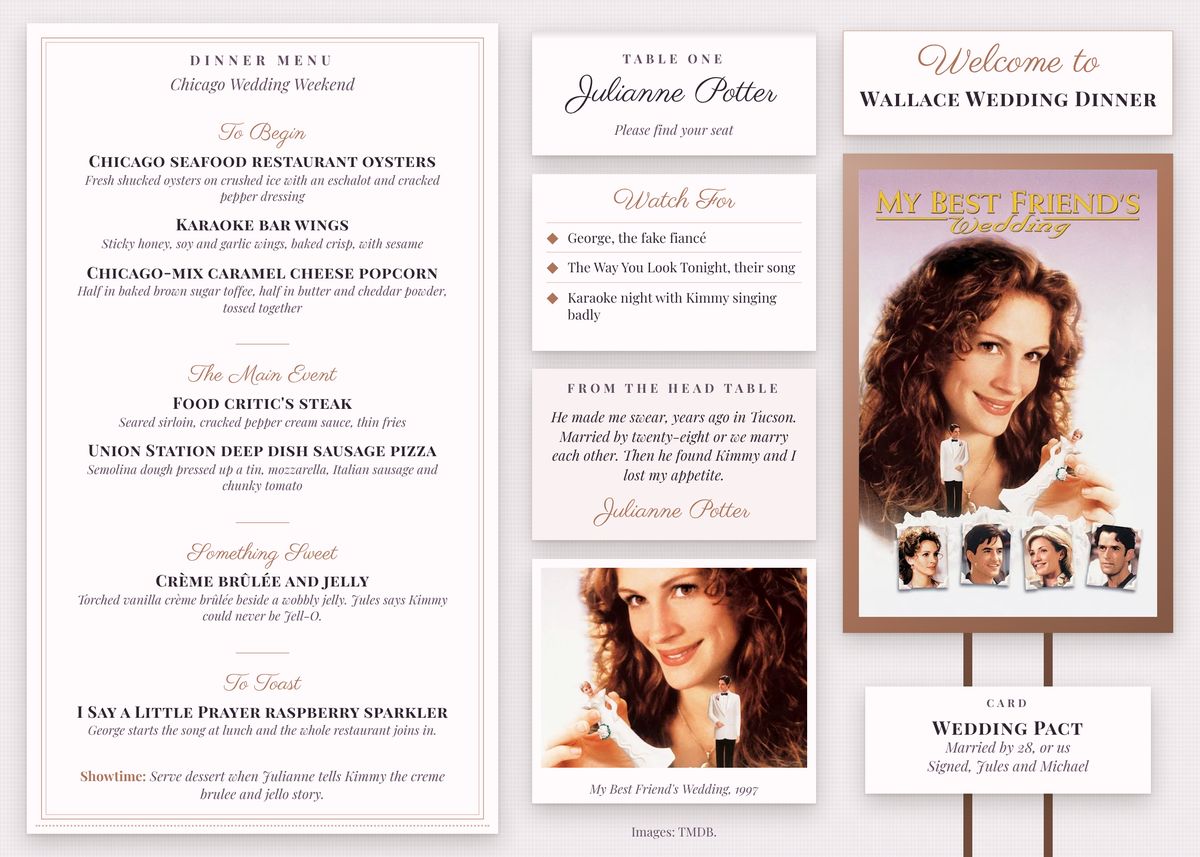 DINNER MENU
Chicago Wedding Weekend
To Begin
Chicago seafood restaurant oysters
Fresh shucked oysters on crushed ice with an eschalot and cracked
pepper dressing
Karaoke bar wings
Sticky honey, soy and garlic wings, baked crisp, with sesame
Chicago-mix caramel cheese popcorn
Half in baked brown sugar toffee, half in butter and cheddar powder,
tossed together
The Main Event
Food critic's steak
Seared sirloin, cracked pepper cream sauce, thin fries
Union Station deep dish sausage pizza
Semolina dough pressed up a tin, mozzarella, Italian sausage and
chunky tomato
Something Sweet
Crème brûlée and jelly
Torched vanilla crème brûlée beside a wobbly jelly. Jules says Kimmy
could never be Jell-O.
To Toast
I Say a Little Prayer raspberry sparkler
George starts the song at lunch and the whole restaurant joins in.
Showtime: Serve dessert when Julianne tells Kimmy the creme
brulee and jello story.
TABLE ONE
Julianne Potter
Please find your seat
Watch For
George, the fake fiancé
The Way You Look Tonight, their song
Karaoke night with Kimmy singing
badly
FROM THE HEAD TABLE
He made me swear, years ago in Tucson.
Married by twenty-eight or we marry
each other. Then he found Kimmy and I
lost my appetite.
Julianne Potter
My Best Friend's Wedding, 1997
Images: TMDB.
Welcome to
Wallace Wedding Dinner
MY BEST FRIEND'S
Wedding
CARD
Wedding Pact
Married by 28, or us
Signed, Jules and Michael